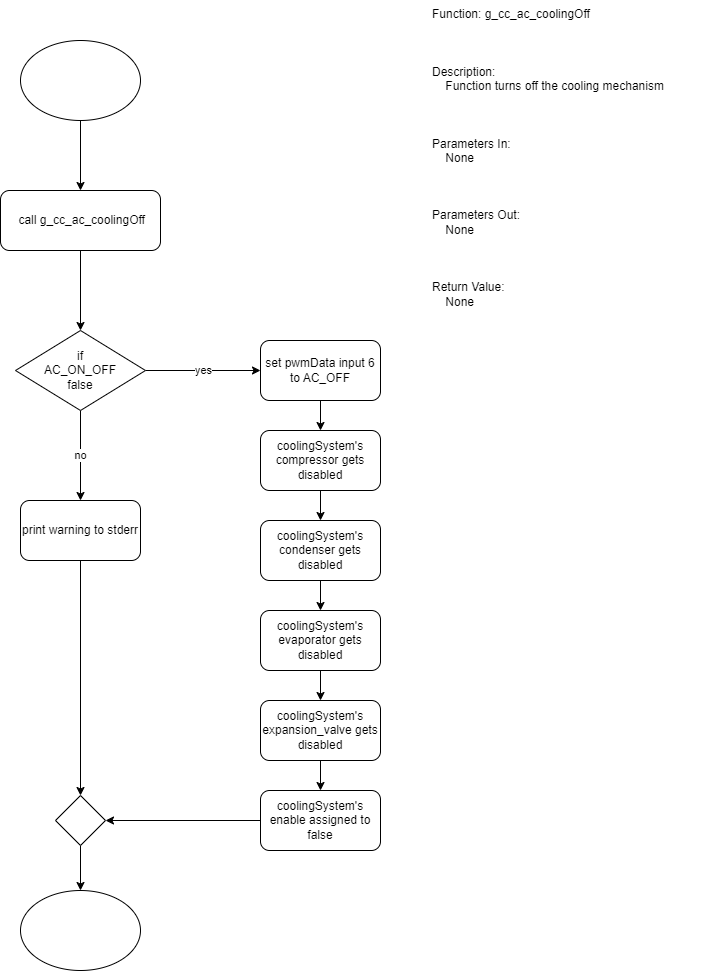 Function: g_cc_ac_coolingOff
Description:
Function turns off the cooling mechanism
Parameters In:
None
Parameters Out:
None
Return Value:
None
call g_cc_ac_coolingOff
if
AC_ON_OFF
false
yes
set pwmData input 6
to AC_OFF
coolingSystem's
compressor gets
disabled
no
print warning to stderr
coolingSystem's
condenser gets
disabled
coolingSystem's
evaporator gets
disabled
coolingSystem's
expansion_valve gets
disabled
coolingSystem's
enable assigned to
false